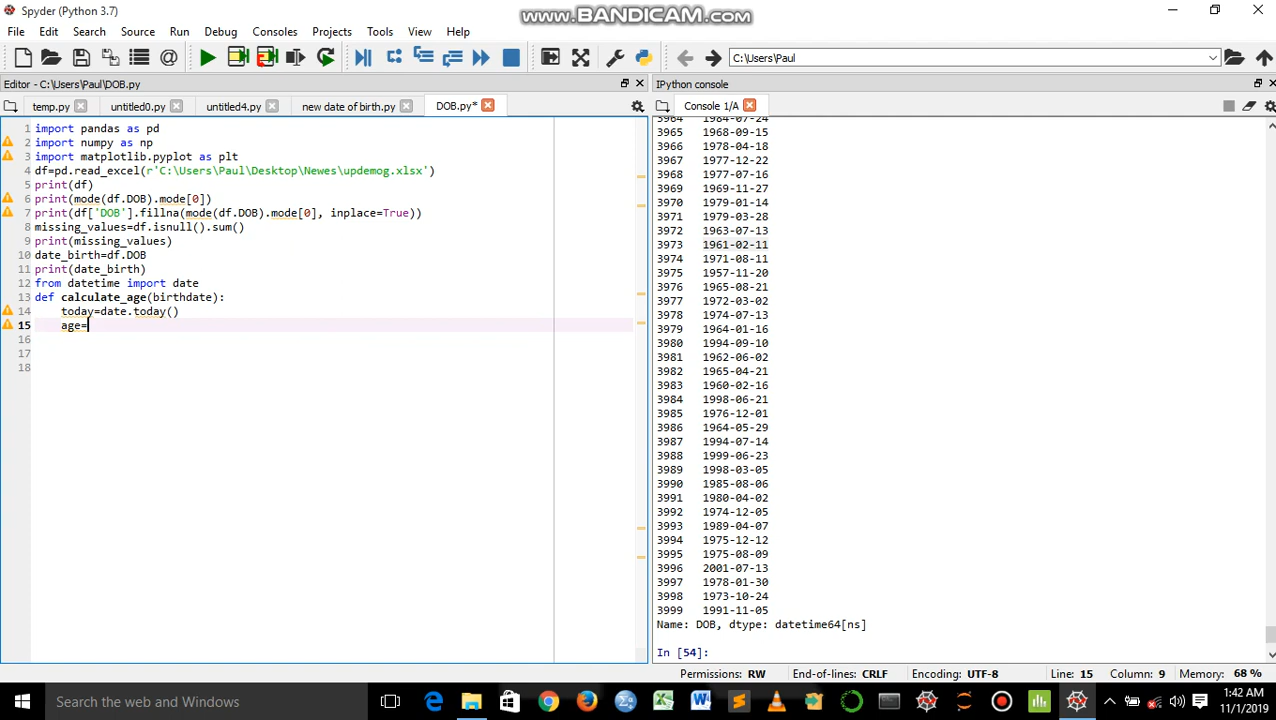 Spyder (Python 3.7)
www.BANDICAM.com
File Edit Search Source Run Debug Consoles Projects Tools View Help
C:\Users\Paul
Editor - C:\Users\Paul\DOB.py
temp.py untitled0.py untitled4.py new date of birth.py DOB.py*
1 import pandas as pd
2 import numpy as np
3 import matplotlib.pyplot as plt
4 df=pd.read_excel(r'C:\Users\Paul\Desktop\Newes\updemog.xlsx')
5 print(df)
6 print(mode(df.DOB).mode[0])
7 print(df['DOB'].fillna(mode(df.DOB).mode[0], inplace=True))
8 missing_values=df.isnull().sum()
9 print(missing_values)
10 date_birth=df.DOB
11 print(date_birth)
12 from datetime import date
13 def calculate_age(birthdate):
14 today=date.today()
15 age=
16
17
18
IPython console
Console 1/A
3964 1984-07-24
3965 1968-09-15
3966 1978-04-18
3967 1977-12-22
3968 1977-07-16
3969 1969-11-27
3970 1979-01-14
3971 1979-03-28
3972 1963-07-13
3973 1961-02-11
3974 1971-08-11
3975 1957-11-20
3976 1965-08-21
3977 1972-03-02
3978 1974-07-13
3979 1964-01-16
3980 1994-09-10
3981 1962-06-02
3982 1965-04-21
3983 1960-02-16
3984 1998-06-21
3985 1976-12-01
3986 1964-05-29
3987 1994-07-14
3988 1999-06-23
3989 1998-03-05
3990 1985-08-06
3991 1980-04-02
3992 1974-12-05
3993 1989-04-07
3994 1975-12-12
3995 1975-08-09
3996 2001-07-13
3997 1978-01-30
3998 1973-10-24
3999 1991-11-05
Name: DOB, dtype: datetime64[ns]
In [54]:
Permissions: RW End-of-lines: CRLF Encoding: UTF-8 Line: 15 Column: 9 Memory: 68 %
Search the web and Windows
1:42 AM
11/1/2019